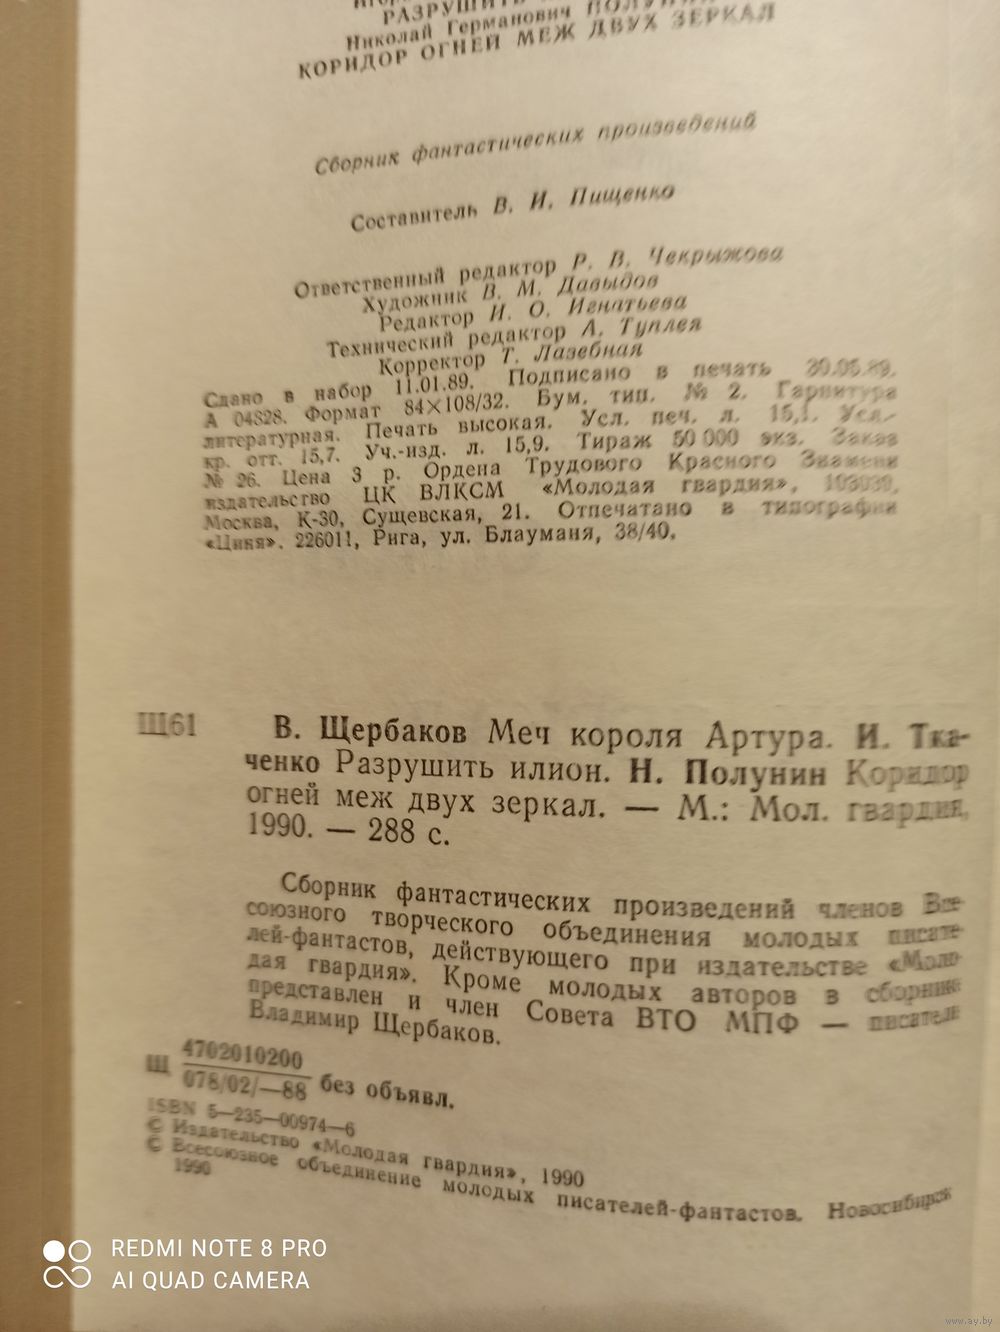 РАЗРУШИТЬ
Николай Германович ПОЛУНИН
КОРИДОР ОГНЕЙ МЕЖ ДВУХ ЗЕРКАЛ
Сборник фантастических произведений
Составитель В. И. Пищенко
Ответственный редактор Р. В. Чекрыжова
Художник В. М. Давыдов
Редактор И. О. Игнатьева
Технический редактор А. Туплея
Корректор Т. Лазебная
Сдано в набор 11.01.89. Подписано в печать 30.05.89.
А 04828. Формат 84×108/32. Бум. тип. № 2. Гарнитура
литературная. Печать высокая. Усл. печ. л. 15,1. Усл.-
кр. отт. 15,7. Уч.-изд. л. 15,9. Тираж 50 000 экз. Заказ
№ 26. Цена 3 р. Ордена Трудового Красного Знамени
издательство ЦК ВЛКСМ «Молодая гвардия», 103030,
Москва, К-30, Сущевская, 21. Отпечатано в типографии
«Циня». 226011, Рига, ул. Блауманя, 38/40.
Щ61
В. Щербаков Меч короля Артура. И. Тка-
ченко Разрушить илион. Н. Полунин Коридор
огней меж двух зеркал. — М.: Мол. гвардия,
1990. — 288 с.
Сборник фантастических произведений членов Все-
союзного творческого объединения молодых писате-
лей-фантастов, действующего при издательстве «Моло-
дая гвардия». Кроме молодых авторов в сборнике
представлен и член Совета ВТО МПФ — писатель
Владимир Щербаков.
Щ 4702010200
078/02/—88 без объявл.
ISBN 5—235—00974—6
© Издательство «Молодая гвардия», 1990
© Всесоюзное объединение молодых писателей-фантастов. Новосибирск
1990
REDMI NOTE 8 PRO
AI QUAD CAMERA
www.ay.by